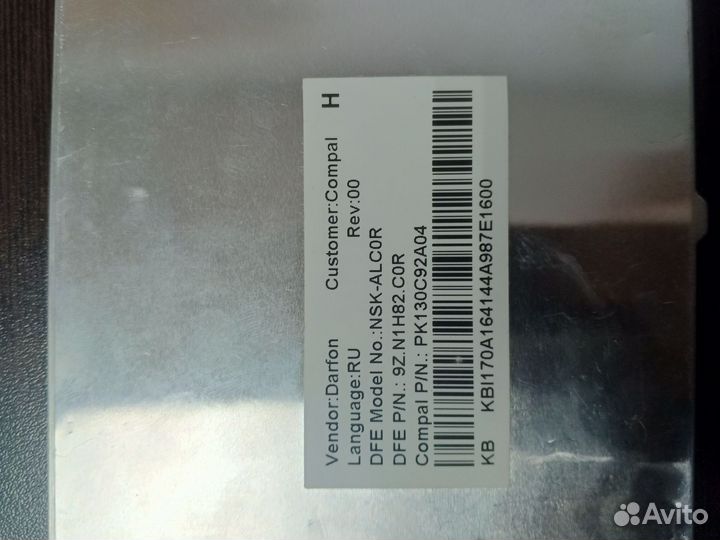 Vendor:Darfon Customer:Compal H
Language:RU Rev:00
DFE Model No.:NSK-ALC0R
DFE P/N.: 9Z.N1H82.C0R
Compal P/N.: PK130C92A04
KB KBI170A164144A987E1600
Avito